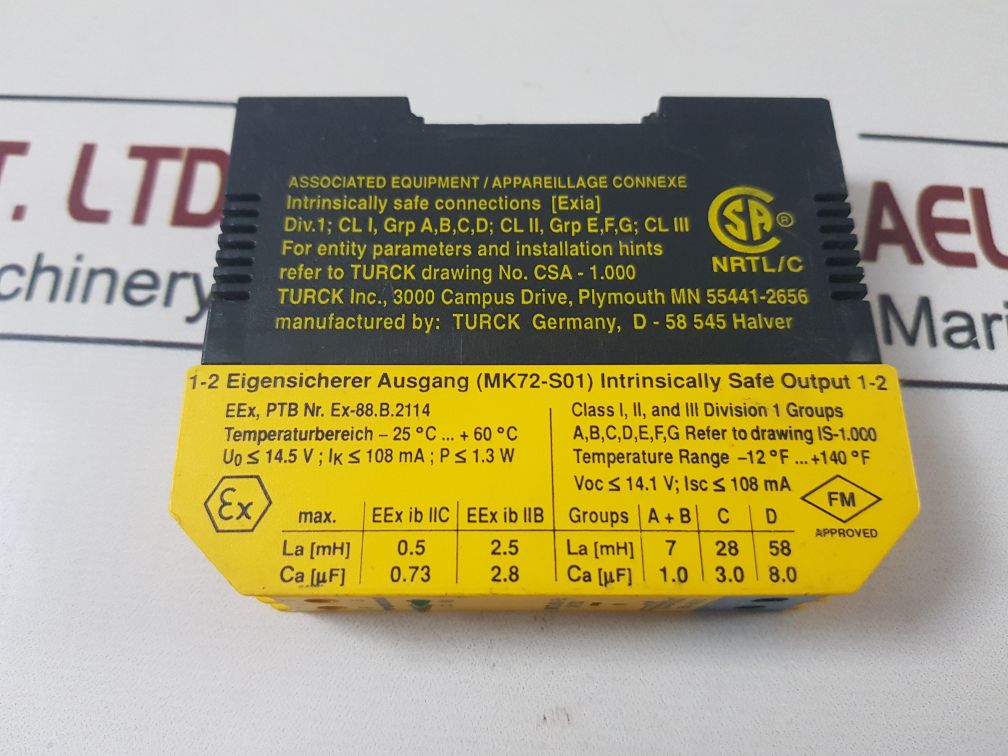 T. LTD
chinery
AEL
Mari
ASSOCIATED EQUIPMENT / APPAREILLAGE CONNEXE
Intrinsically safe connections [Exia]
Div.1; CL I, Grp A,B,C,D; CL II, Grp E,F,G; CL III
For entity parameters and installation hints
refer to TURCK drawing No. CSA - 1.000
TURCK Inc., 3000 Campus Drive, Plymouth MN 55441-2656
manufactured by: TURCK Germany, D - 58 545 Halver
SA ®
NRTL/C
1-2 Eigensicherer Ausgang (MK72-S01) Intrinsically Safe Output 1-2
EEx, PTB Nr. Ex-88.B.2114
Temperaturbereich – 25 °C ... + 60 °C
U0 ≤ 14.5 V ; IK ≤ 108 mA ; P ≤ 1.3 W
Ex
max. EEx ib IIC EEx ib IIB
La [mH] 0.5 2.5
Ca [µF] 0.73 2.8
Class I, II, and III Division 1 Groups
A,B,C,D,E,F,G Refer to drawing IS-1.000
Temperature Range –12 °F ... +140 °F
Voc ≤ 14.1 V; Isc ≤ 108 mA
Groups A + B C D
La [mH] 7 28 58
Ca [µF] 1.0 3.0 8.0
FM
APPROVED